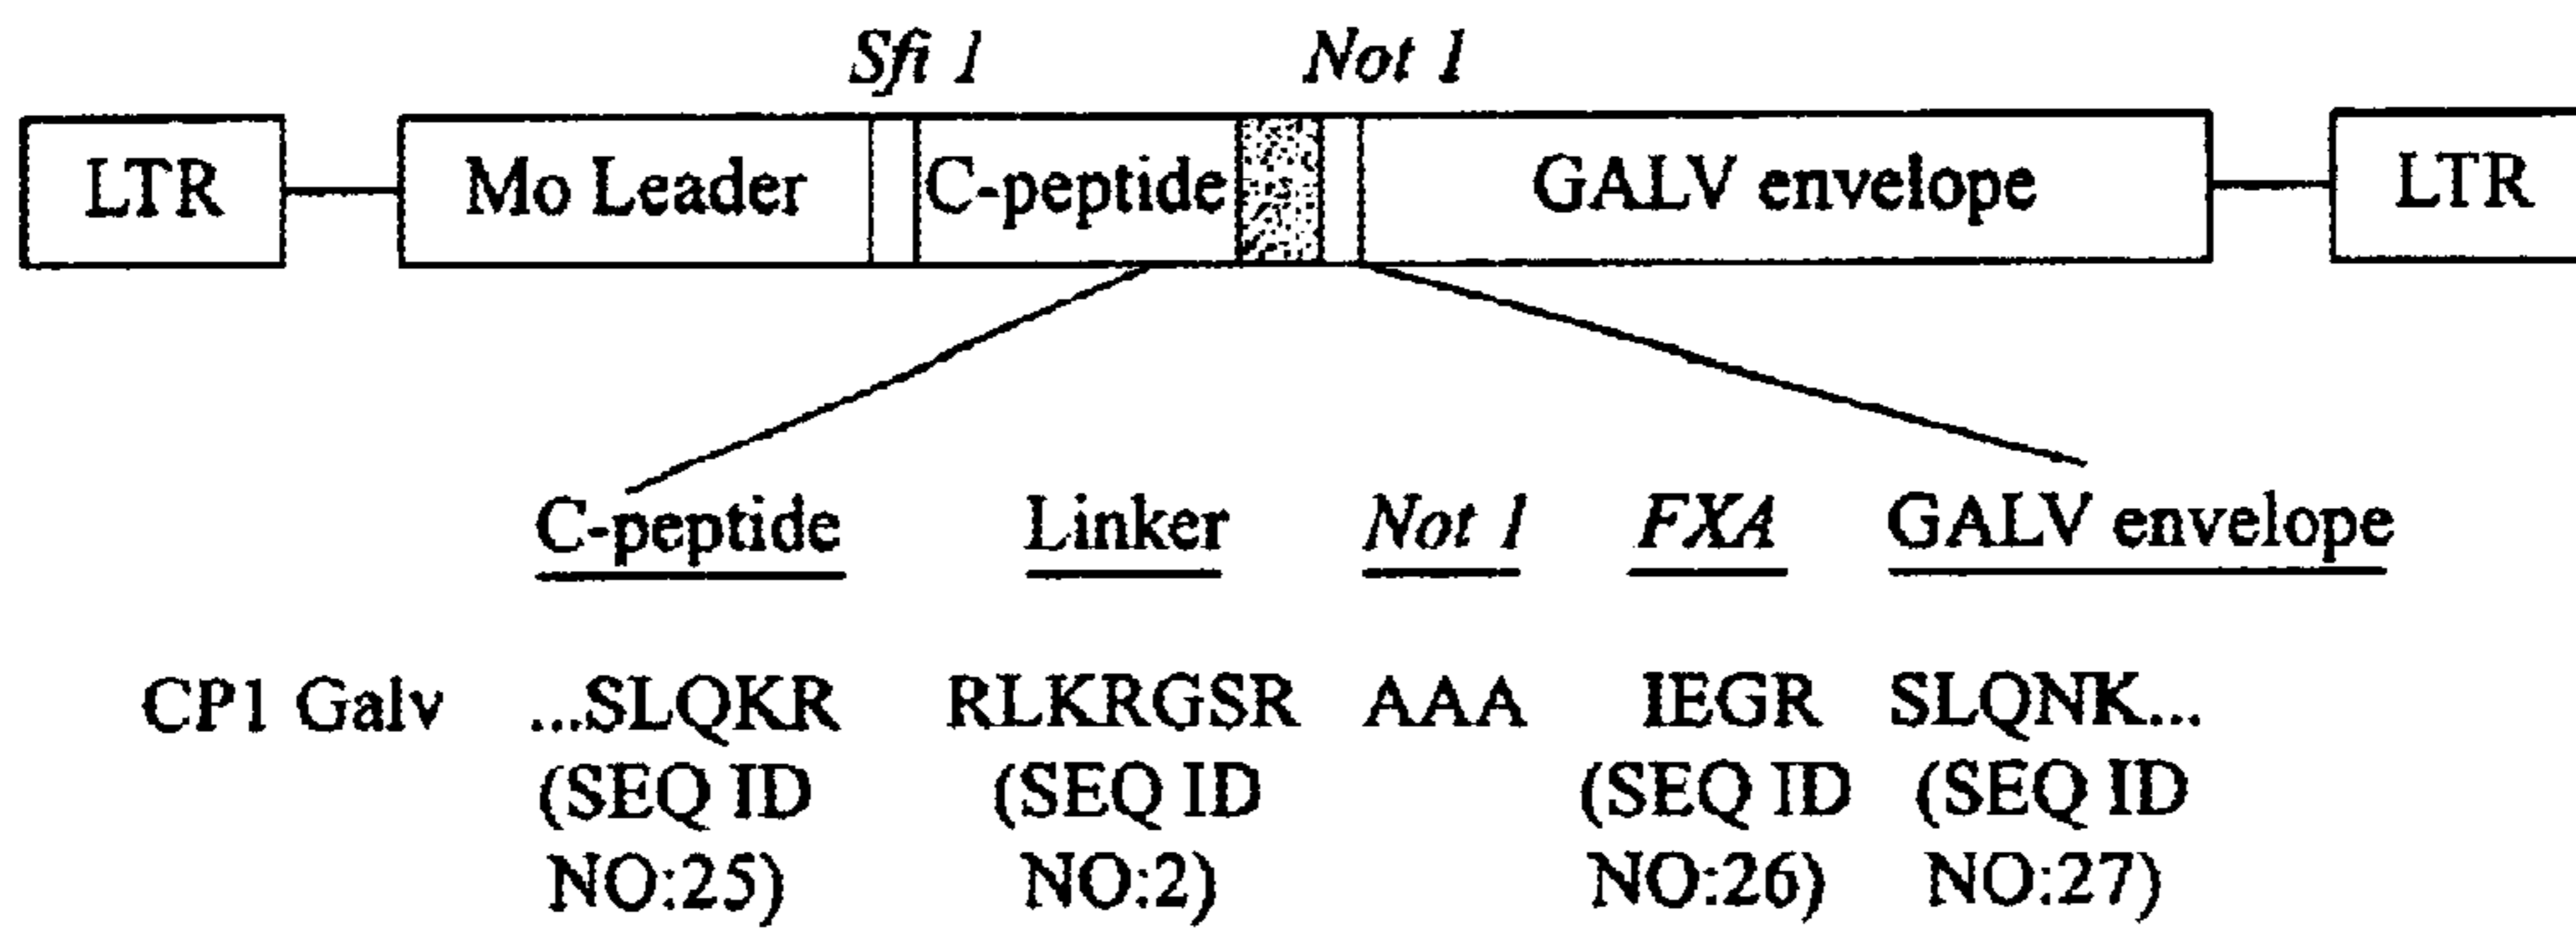 Sfi I Not I
LTR Mo Leader C-peptide GALV envelope LTR
C-peptide Linker Not I FXA GALV envelope
CP1 Galv ...SLQKR RLKRGSR AAA IEGR SLQNK...
(SEQ ID (SEQ ID (SEQ ID (SEQ ID
NO:25) NO:2) NO:26) NO:27)